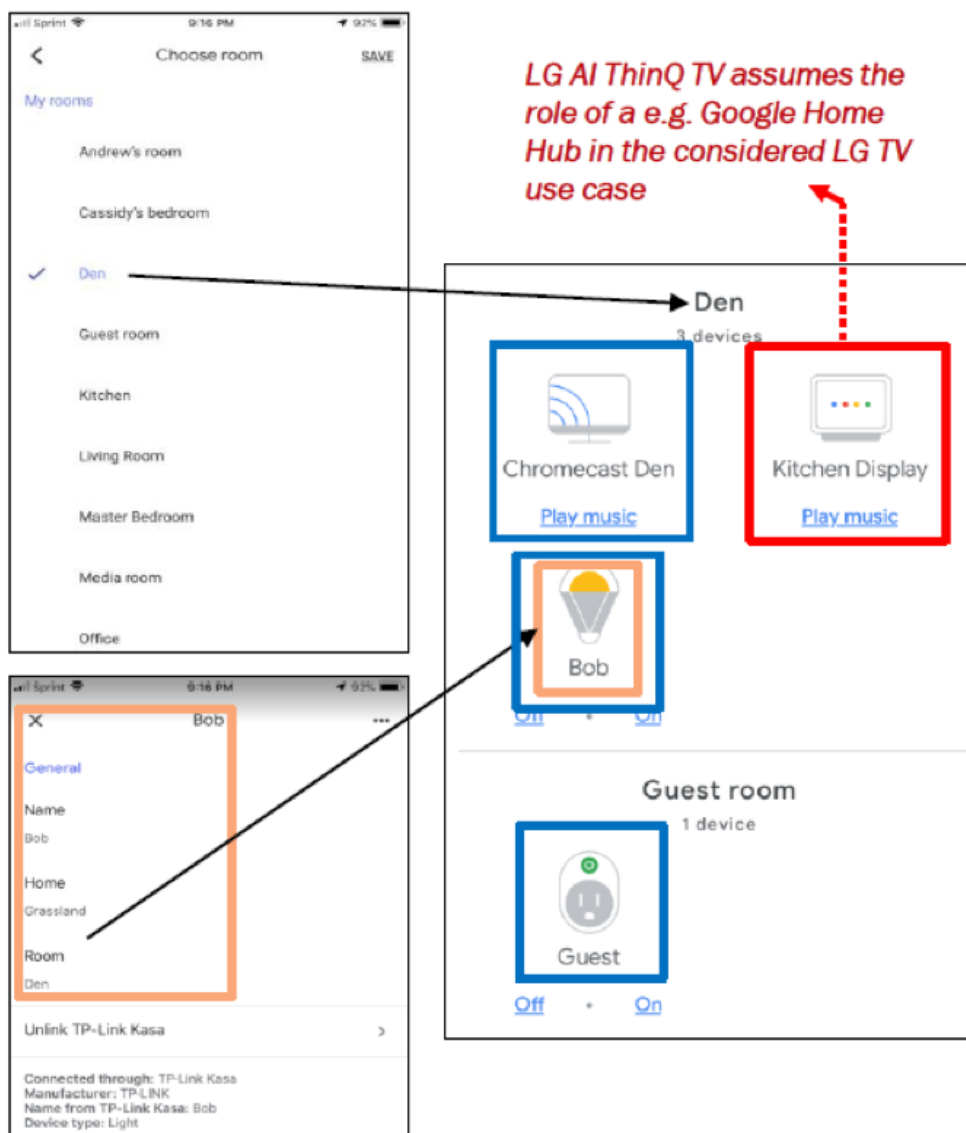 Sprint 9:16 PM 92%
Choose room SAVE
My rooms
Andrew's room
Cassidy's bedroom
Den
Guest room
Kitchen
Living Room
Master Bedroom
Media room
Office
LG AI ThinQ TV assumes the
role of a e.g. Google Home
Hub in the considered LG TV
use case
Den
3 devices
Chromecast Den
Play music
Kitchen Display
Play music
Bob
Off • On
Guest room
1 device
Guest
Off • On
Sprint 9:16 PM 92%
X Bob ...
General
Name
Bob
Home
Grassland
Room
Den
Unlink TP-Link Kasa >
Connected through: TP-Link Kasa
Manufacturer: TP-LINK
Name from TP-Link Kasa: Bob
Device type: Light